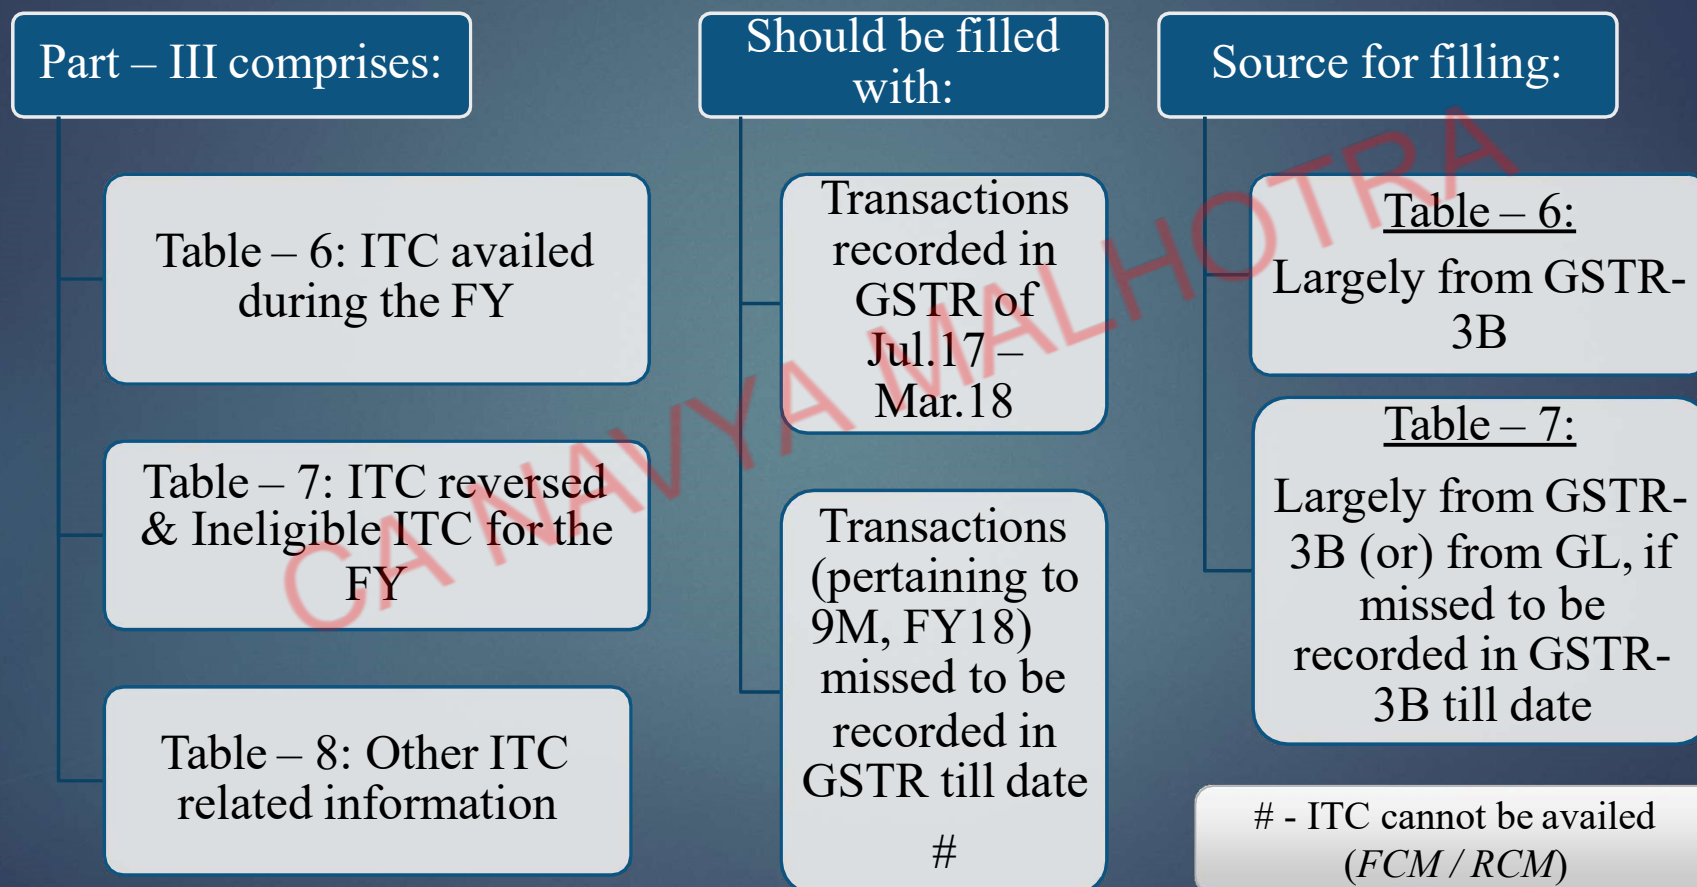 Part – III comprises:
Table – 6: ITC availed
during the FY
Table – 7: ITC reversed
& Ineligible ITC for the
FY
Table – 8: Other ITC
related information
Should be filled
with:
Transactions
recorded in
GSTR of
Jul.17 –
Mar.18
Transactions
(pertaining to
9M, FY18)
missed to be
recorded in
GSTR till date
#
Source for filling:
Table – 6:
Largely from GSTR-
3B
Table – 7:
Largely from GSTR-
3B (or) from GL, if
missed to be
recorded in GSTR-
3B till date
# - ITC cannot be availed
(FCM / RCM)
CA NAVYA MALHOTRA